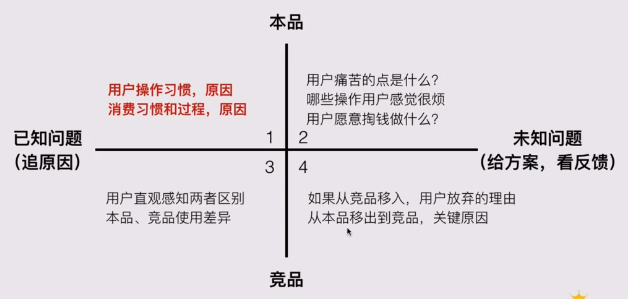 本品
用户操作习惯，原因
消费习惯和过程，原因
用户痛苦的点是什么？
哪些操作用户感觉很烦
用户愿意掏钱做什么？
已知问题
（追原因）
1
2
未知问题
（给方案，看反馈）
3
4
用户直观感知两者区别
本品、竞品使用差异
如果从竞品移入，用户放弃的理由
从本品移出到竞品，关键原因
竞品